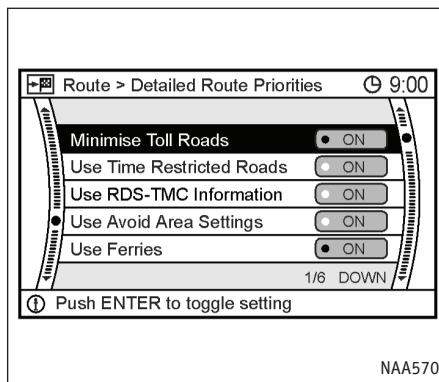 Route > Detailed Route Priorities 9:00
Minimise Toll Roads ON
Use Time Restricted Roads ON
Use RDS-TMC Information ON
Use Avoid Area Settings ON
Use Ferries ON
1/6 DOWN
Push ENTER to toggle setting
NAA570